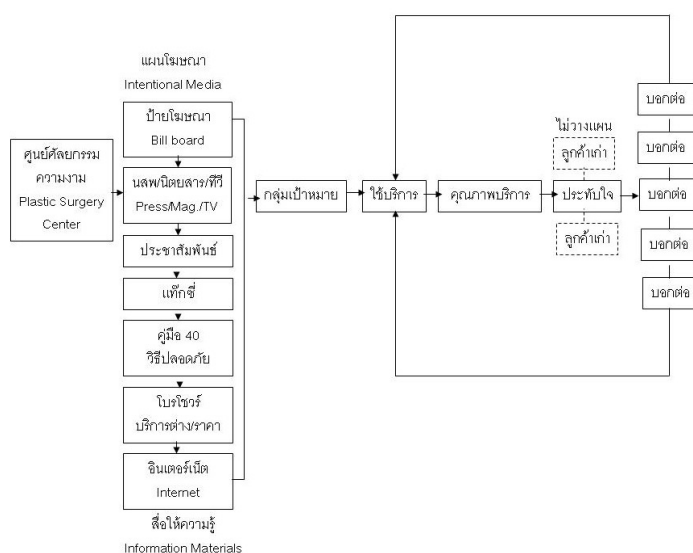 แผนโฆษณา
Intentional Media
ป้ายโฆษณา
Bill board
ศูนย์ศัลยกรรม
ความงาม
Plastic Surgery
Center
นสพ/นิตยสาร/ทีวี
Press/Mag./TV
ประชาสัมพันธ์
แท๊กซี่
คู่มือ 40
วิธีปลอดภัย
โบรโชวร์
บริการต่าง/ราคา
อินเตอร์เน็ต
Internet
สื่อให้ความรู้
Information Materials
กลุ่มเป้าหมาย
ใช้บริการ
คุณภาพบริการ
ไม่วางแผน
ลูกค้าเก่า
ประทับใจ
ลูกค้าเก่า
บอกต่อ
บอกต่อ
บอกต่อ
บอกต่อ
บอกต่อ